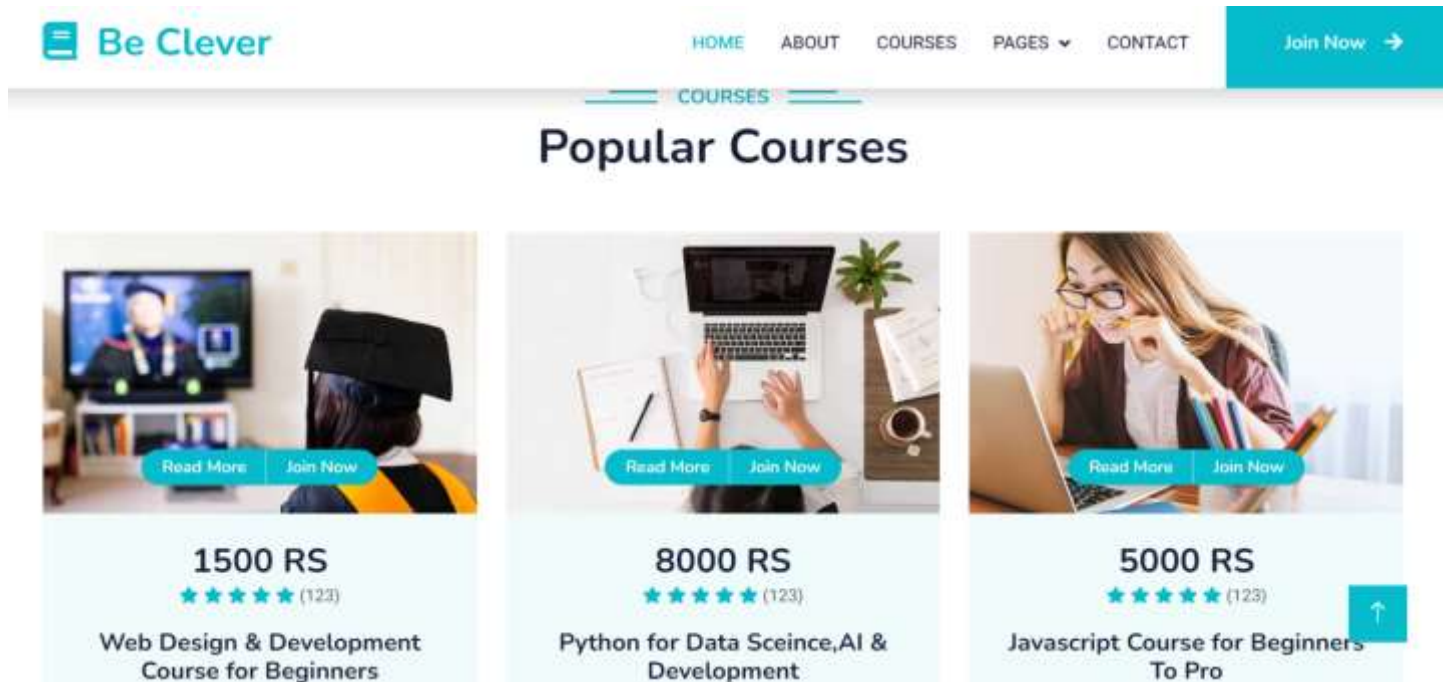 Be Clever
HOME ABOUT COURSES PAGES CONTACT Join Now
COURSES
Popular Courses
Read More Join Now
Read More Join Now
Read More Join Now
1500 RS
(123)
Web Design & Development
Course for Beginners
8000 RS
(123)
Python for Data Sceince,AI &
Development
5000 RS
(123)
Javascript Course for Beginners
To Pro